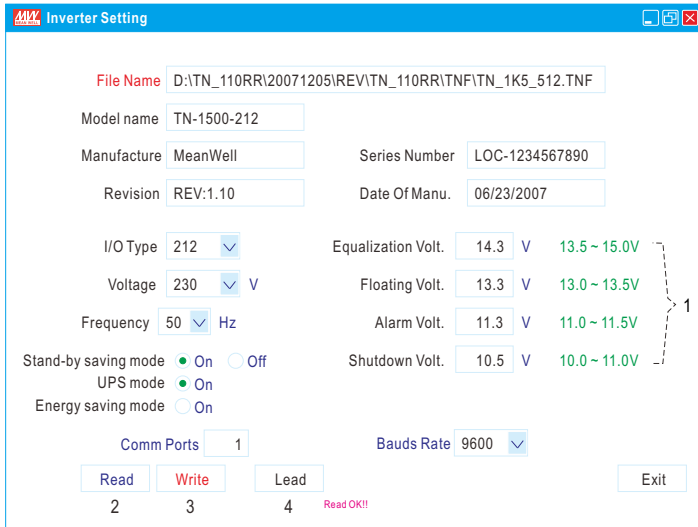 MW MEAN WELL Inverter Setting
File Name D:\TN_110RR\20071205\REV\TN_110RR\TNF\TN_1K5_512.TNF
Model name TN-1500-212
Manufacture MeanWell Series Number LOC-1234567890
Revision REV:1.10 Date Of Manu. 06/23/2007
I/O Type 212 Equalization Volt. 14.3 V 13.5 ~ 15.0V
Voltage 230 V Floating Volt. 13.3 V 13.0 ~ 13.5V
1
Frequency 50 Hz Alarm Volt. 11.3 V 11.0 ~ 11.5V
Stand-by saving mode On Off Shutdown Volt. 10.5 V 10.0 ~ 11.0V
UPS mode On
Energy saving mode On
Comm Ports 1 Bauds Rate 9600
Read Write Lead Exit
2 3 4 Read OK!!